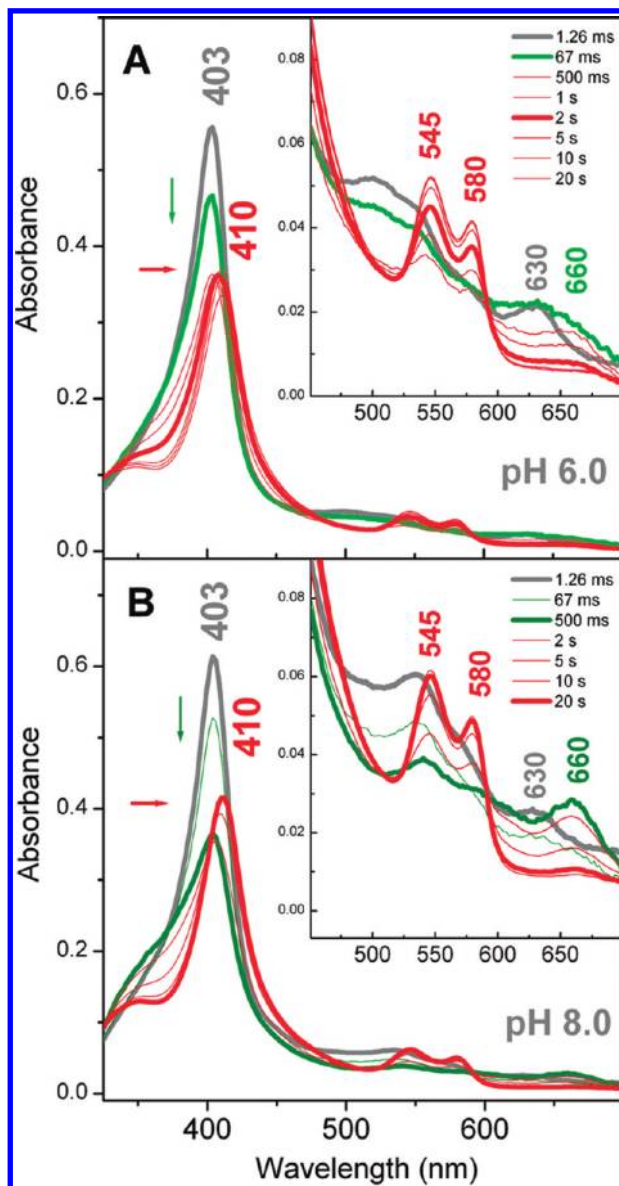 A
403
410
Absorbance
0.6
0.4
0.2
0.0
0.08
0.06
0.04
0.02
0.00
500 550 600 650
545
580
630
660
1.26 ms
67 ms
500 ms
1 s
2 s
5 s
10 s
20 s
pH 6.0
B
403
410
Absorbance
0.6
0.4
0.2
0.0
0.08
0.06
0.04
0.02
0.00
500 550 600 650
545
580
630
660
1.26 ms
67 ms
500 ms
2 s
5 s
10 s
20 s
pH 8.0
400 500 600
Wavelength (nm)